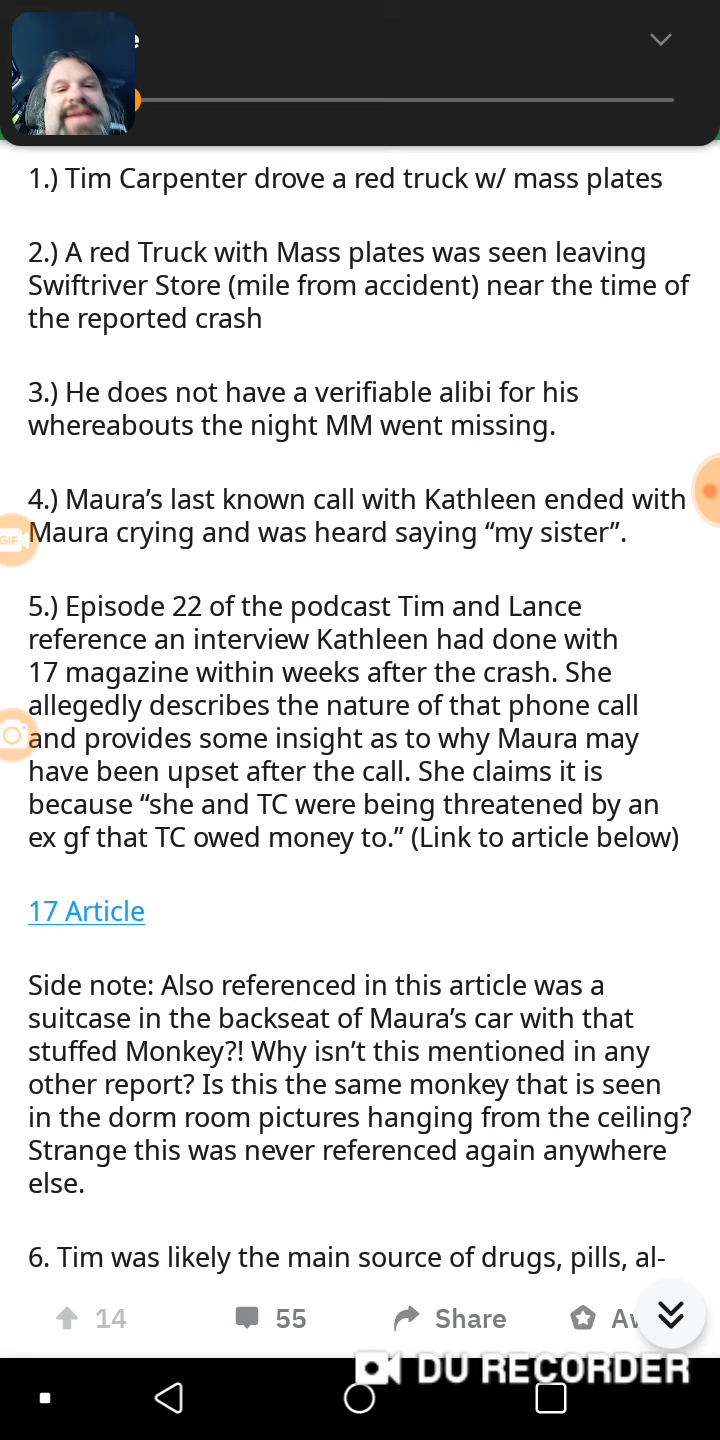 e
1.) Tim Carpenter drove a red truck w/ mass plates
2.) A red Truck with Mass plates was seen leaving
Swiftriver Store (mile from accident) near the time of
the reported crash
3.) He does not have a verifiable alibi for his
whereabouts the night MM went missing.
4.) Maura’s last known call with Kathleen ended with
Maura crying and was heard saying “my sister”.
GIF
5.) Episode 22 of the podcast Tim and Lance
reference an interview Kathleen had done with
17 magazine within weeks after the crash. She
allegedly describes the nature of that phone call
and provides some insight as to why Maura may
have been upset after the call. She claims it is
because “she and TC were being threatened by an
ex gf that TC owed money to.” (Link to article below)
17 Article
Side note: Also referenced in this article was a
suitcase in the backseat of Maura’s car with that
stuffed Monkey?! Why isn’t this mentioned in any
other report? Is this the same monkey that is seen
in the dorm room pictures hanging from the ceiling?
Strange this was never referenced again anywhere
else.
6. Tim was likely the main source of drugs, pills, al-
14 55 Share
DU RECORDER